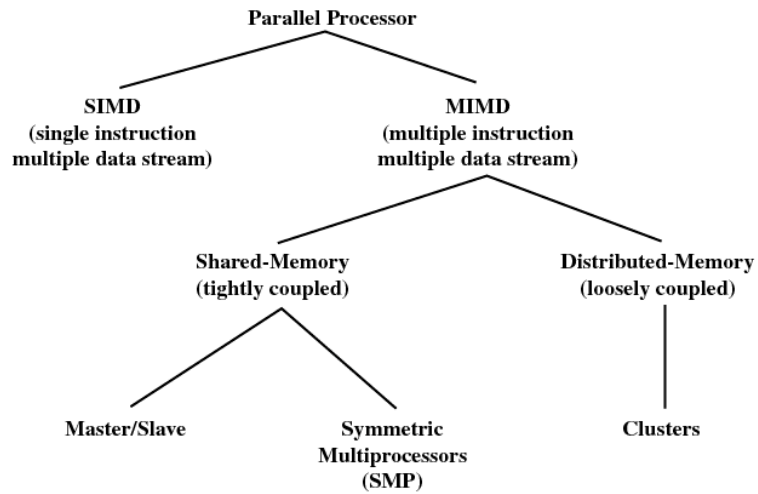 Parallel Processor
SIMD
(single instruction
multiple data stream)
MIMD
(multiple instruction
multiple data stream)
Shared-Memory
(tightly coupled)
Distributed-Memory
(loosely coupled)
Master/Slave
Symmetric
Multiprocessors
(SMP)
Clusters